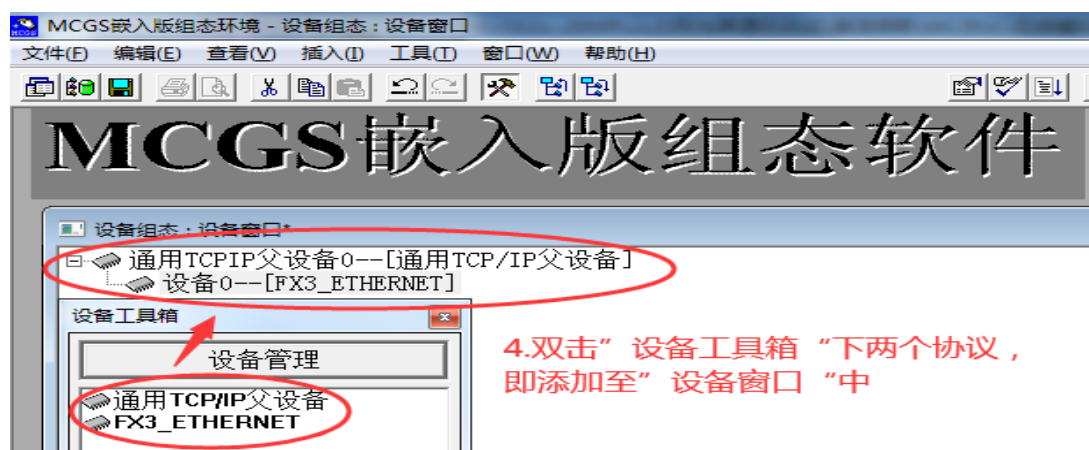 MCGS嵌入版组态环境 - 设备组态 : 设备窗口
文件(F) 编辑(E) 查看(V) 插入(I) 工具(T) 窗口(W) 帮助(H)
MCGS嵌入版组态软件
设备组态 : 设备窗口*
通用TCPIP父设备0--[通用TCP/IP父设备]
设备0--[FX3_ETHERNET]
设备工具箱
设备管理
通用TCP/IP父设备
FX3_ETHERNET
4.双击”设备工具箱“下两个协议，
即添加至”设备窗口“中